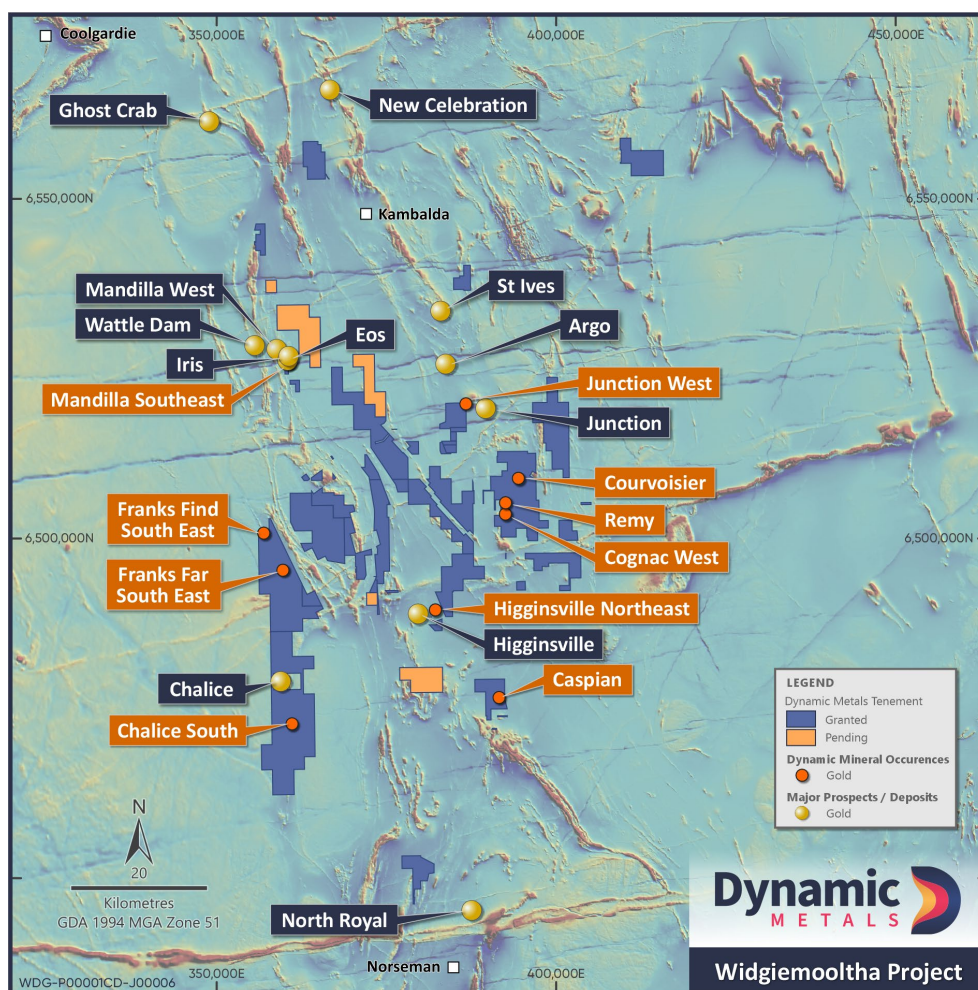 Coolgardie
350,000E
400,000E
450,000E
Ghost Crab
New Celebration
6,550,000N
6,550,000N
Kambalda
Mandilla West
St Ives
Wattle Dam
Eos
Argo
Iris
Mandilla Southeast
Junction West
Junction
Courvoisier
Franks Find
South East
Remy
6,500,000N
6,500,000N
Cognac West
Franks Far
South East
Higginsville Northeast
Higginsville
Chalice
Caspian
Chalice South
LEGEND
Dynamic Metals Tenement
Granted
Pending
Dynamic Mineral Occurences
Gold
Major Prospects / Deposits
Gold
N
20
Kilometres
GDA 1994 MGA Zone 51
North Royal
Dynamic
METALS
Norseman
WDG-P00001CD-J00006
350,000E
400,000E
Widgiemooltha Project